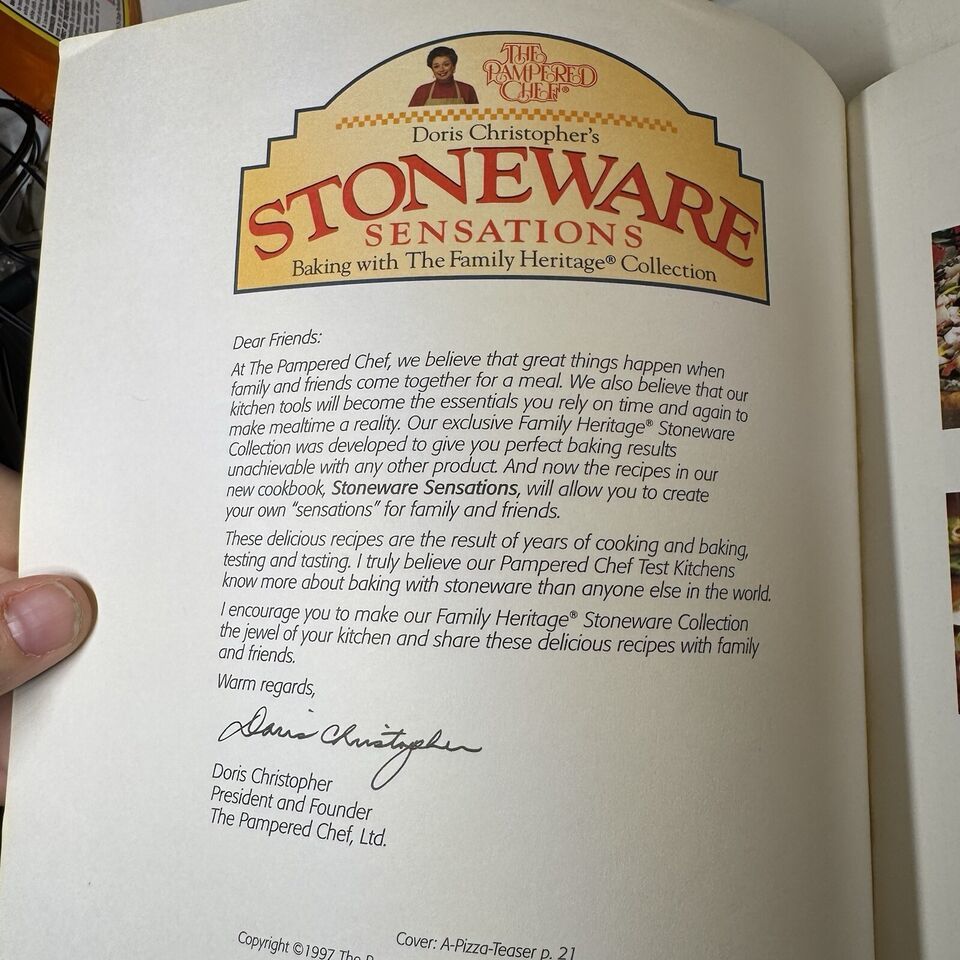 THE
PAMPERED
CHEF®
Doris Christopher's
STONEWARE
SENSATIONS
Baking with The Family Heritage® Collection
Dear Friends:
At The Pampered Chef, we believe that great things happen when
family and friends come together for a meal. We also believe that our
kitchen tools will become the essentials you rely on time and again to
make mealtime a reality. Our exclusive Family Heritage® Stoneware
Collection was developed to give you perfect baking results
unachievable with any other product. And now the recipes in our
new cookbook, Stoneware Sensations, will allow you to create
your own "sensations" for family and friends.
These delicious recipes are the result of years of cooking and baking,
testing and tasting. I truly believe our Pampered Chef Test Kitchens
know more about baking with stoneware than anyone else in the world.
I encourage you to make our Family Heritage® Stoneware Collection
the jewel of your kitchen and share these delicious recipes with family
and friends.
Warm regards,
Doris Christopher
Doris Christopher
President and Founder
The Pampered Chef, Ltd.
Cover: A-Pizza-Teaser p. 21
Copyright ©1997 The